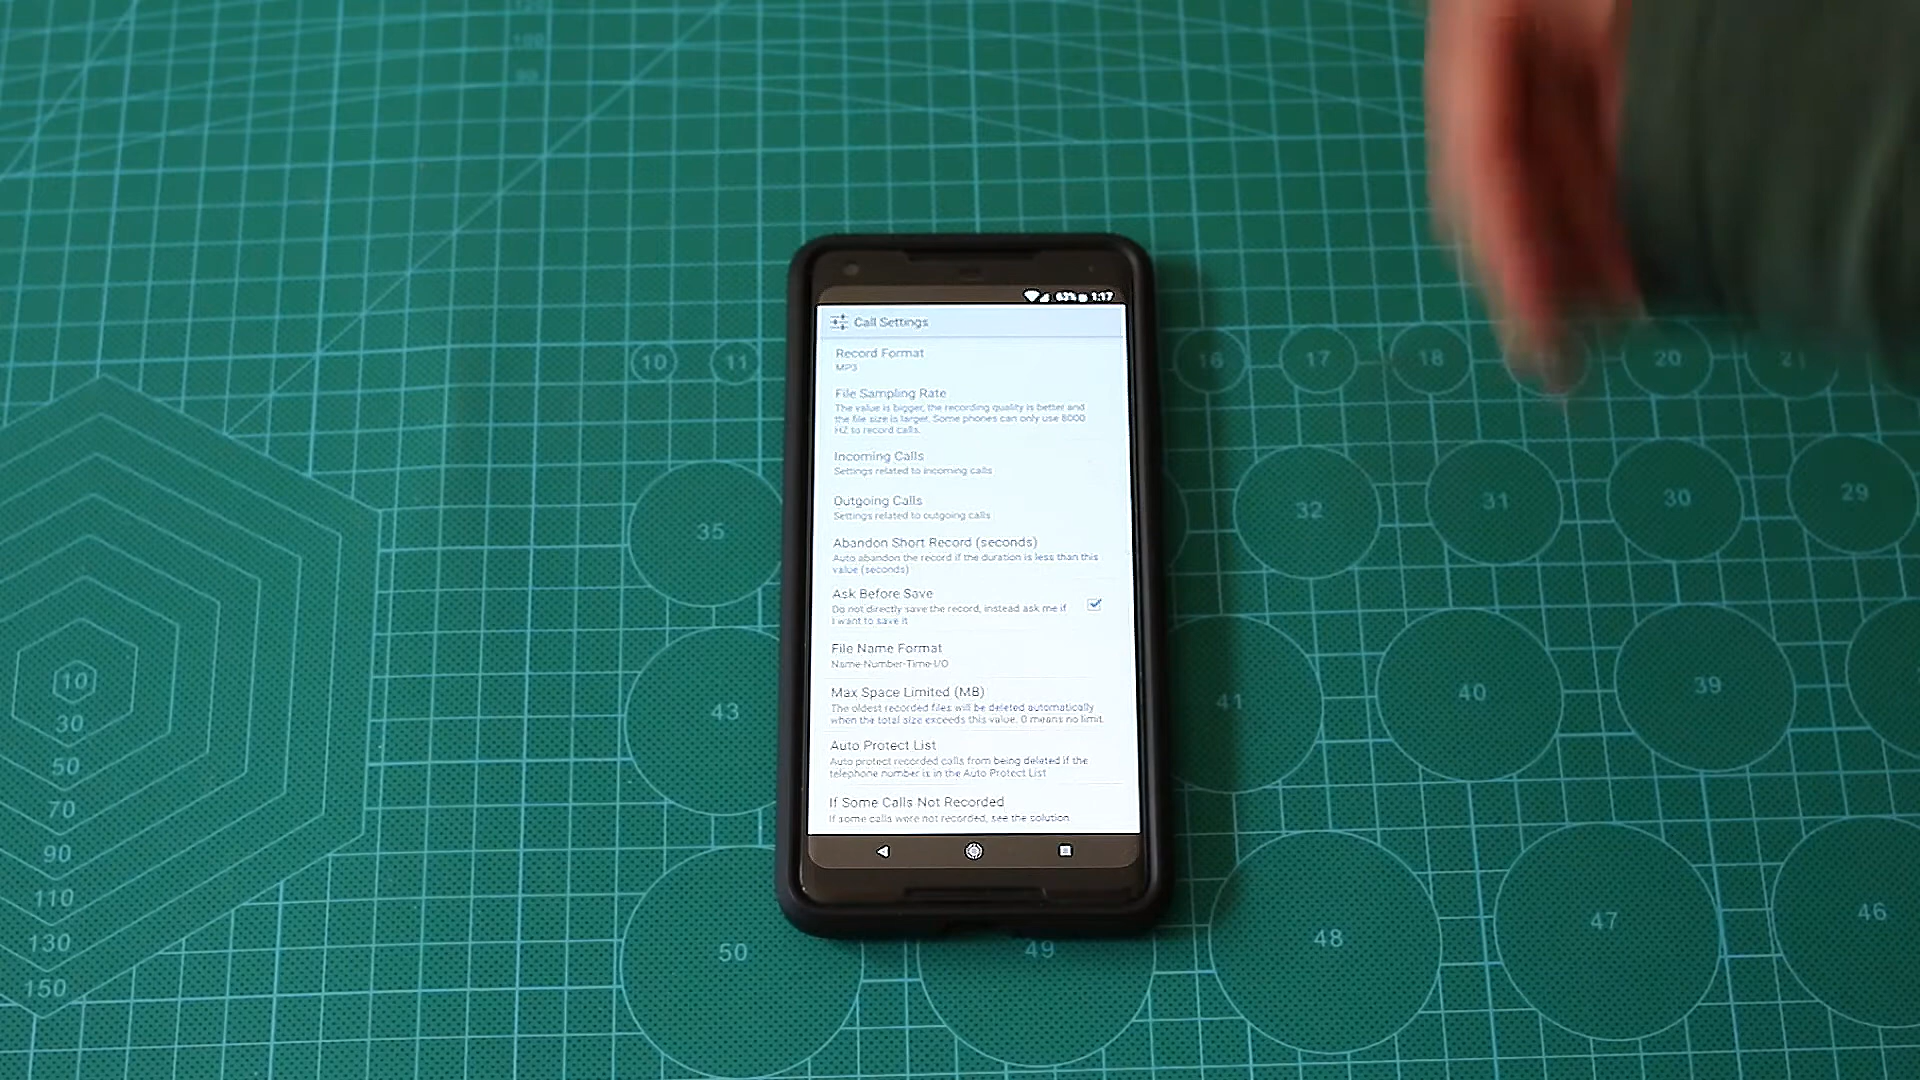 100
90
63% 1:17
Call Settings
Record Format
MP3
File Sampling Rate
The value is bigger, the recording quality is better and
the file size is larger. Some phones can only use 8000
HZ to record calls.
Incoming Calls
Settings related to incoming calls
Outgoing Calls
Settings related to outgoing calls
Abandon Short Record (seconds)
Auto abandon the record if the duration is less than this
value (seconds)
Ask Before Save
Do not directly save the record, instead ask me if
I want to save it
File Name Format
Name-Number-Time-I/O
Max Space Limited (MB)
The oldest recorded files will be deleted automatically
when the total size exceeds this value. 0 means no limit.
Auto Protect List
Auto protect recorded calls from being deleted if the
telephone number is in the Auto Protect List
If Some Calls Not Recorded
If some calls were not recorded, see the solution.
10 11 16 17 18 20 21
35 32 31 30 29
43 41 40 39
50 49 48 47 46
10
30
50
70
90
110
130
150